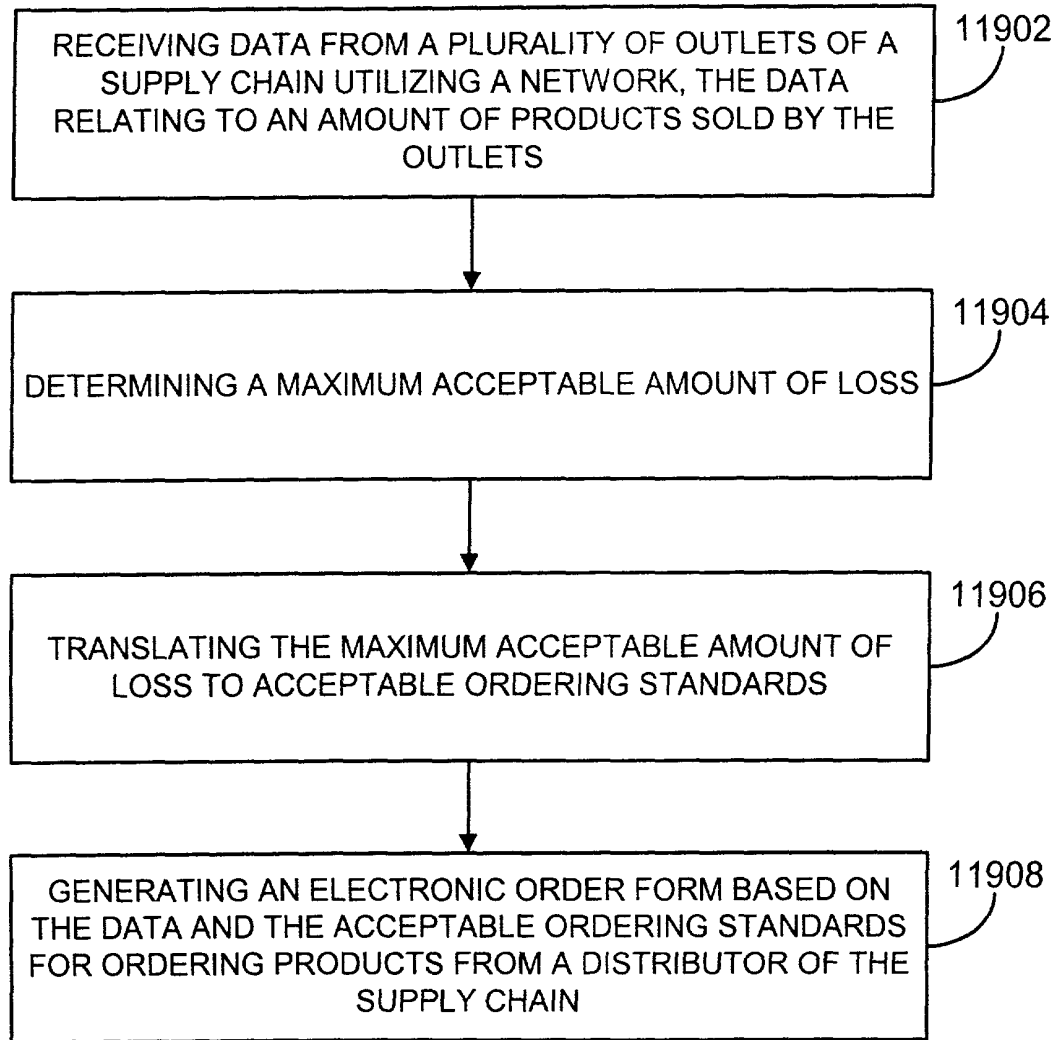 RECEIVING DATA FROM A PLURALITY OF OUTLETS OF A
SUPPLY CHAIN UTILIZING A NETWORK, THE DATA
RELATING TO AN AMOUNT OF PRODUCTS SOLD BY THE
OUTLETS
11902
DETERMINING A MAXIMUM ACCEPTABLE AMOUNT OF LOSS
11904
TRANSLATING THE MAXIMUM ACCEPTABLE AMOUNT OF
LOSS TO ACCEPTABLE ORDERING STANDARDS
11906
GENERATING AN ELECTRONIC ORDER FORM BASED ON
THE DATA AND THE ACCEPTABLE ORDERING STANDARDS
FOR ORDERING PRODUCTS FROM A DISTRIBUTOR OF THE
SUPPLY CHAIN
11908